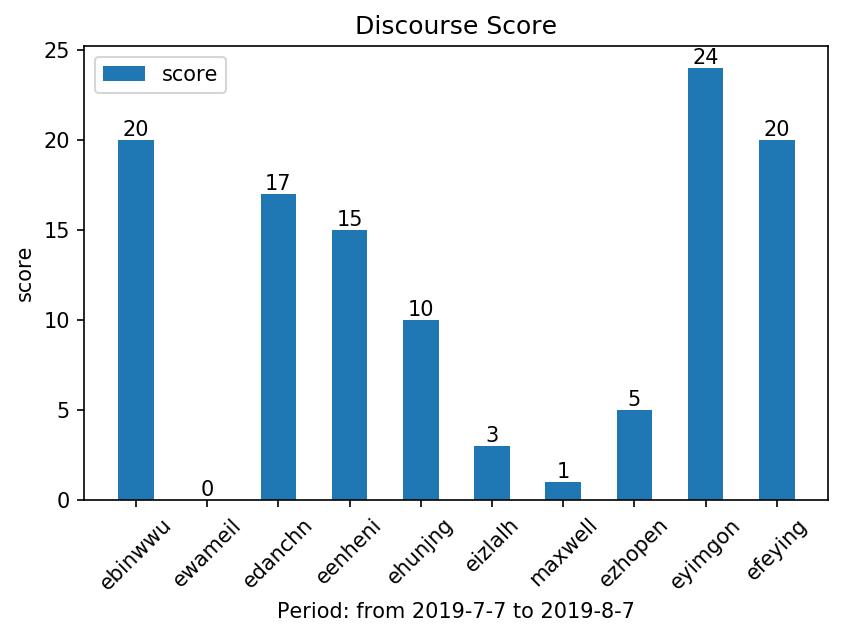 Discourse Score
25
score
24
20
20
20
17
15
15
10
10
5
5
3
1
0
0
score
ebinwwu
ewameil
edanchn
eenheni
ehunjng
eizlalh
maxwell
ezhopen
eyimgon
efeying
Period: from 2019-7-7 to 2019-8-7